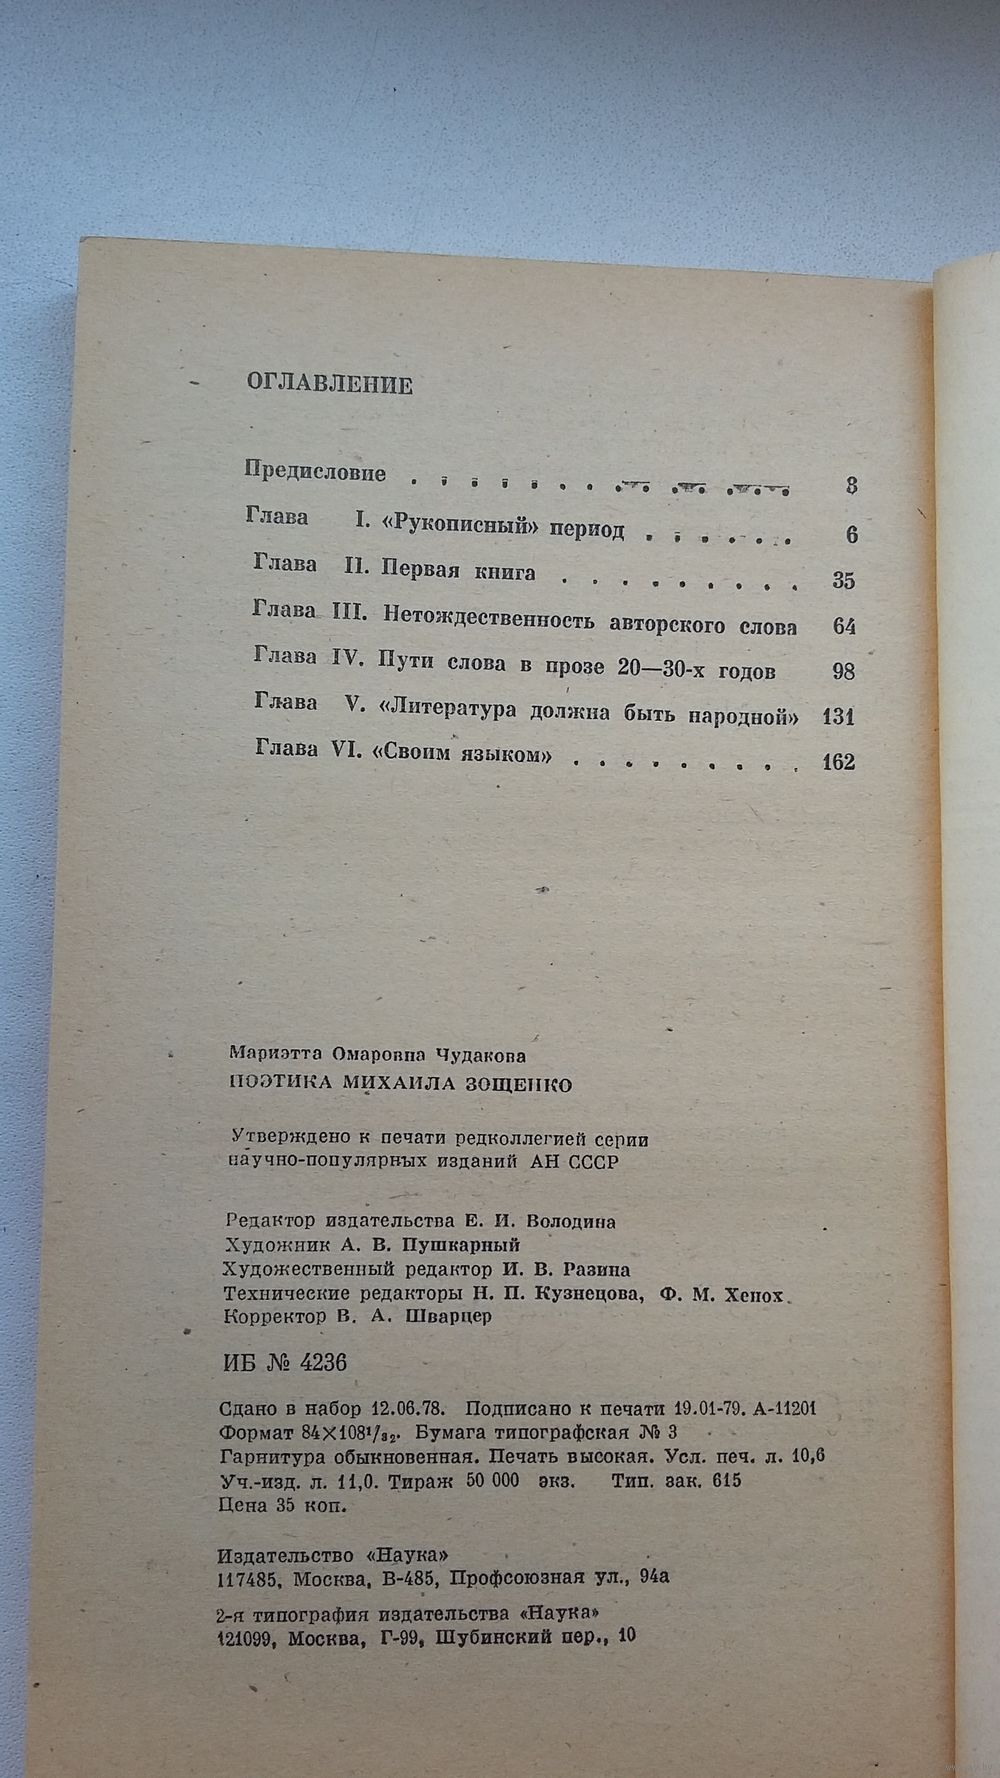 ОГЛАВЛЕНИЕ
Предисловие . . . . . . . . . . . . . . 3
Глава I. «Рукописный» период . . . . . . 6
Глава II. Первая книга . . . . . . . . . 35
Глава III. Нетождественность авторского слова 64
Глава IV. Пути слова в прозе 20—30-х годов 98
Глава V. «Литература должна быть народной» 131
Глава VI. «Своим языком» . . . . . . . . . 162
Мариэтта Омаровна Чудакова
ПОЭТИКА МИХАИЛА ЗОЩЕНКО
Утверждено к печати редколлегией серии
научно-популярных изданий АН СССР
Редактор издательства Е. И. Володина
Художник А. В. Пушкарный
Художественный редактор И. В. Разина
Технические редакторы Н. П. Кузнецова, Ф. М. Хенох.
Корректор В. А. Шварцер
ИБ № 4236
Сдано в набор 12.06.78. Подписано к печати 19.01-79. А-11201
Формат 84×108¹/₃₂. Бумага типографская № 3
Гарнитура обыкновенная. Печать высокая. Усл. печ. л. 10,6
Уч.-изд. л. 11,0. Тираж 50 000 экз. Тип. зак. 615
Цена 35 коп.
Издательство «Наука»
117485, Москва, В-485, Профсоюзная ул., 94а
2-я типография издательства «Наука»
121099, Москва, Г-99, Шубинский пер., 10